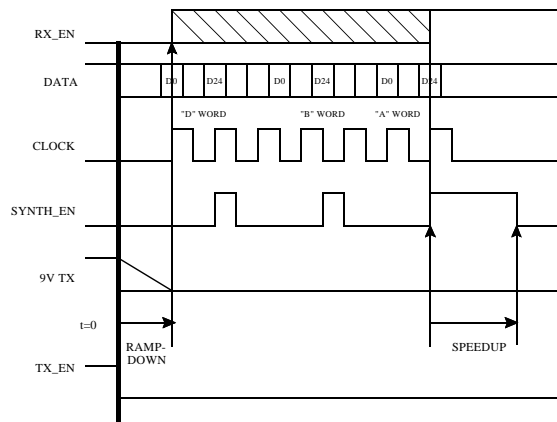 RX_EN
DATA
D0 D24 D0 D24 D0 D24
"D" WORD "B" WORD "A" WORD
CLOCK
SYNTH_EN
9V TX
t=0
RAMP-
DOWN
SPEEDUP
TX_EN